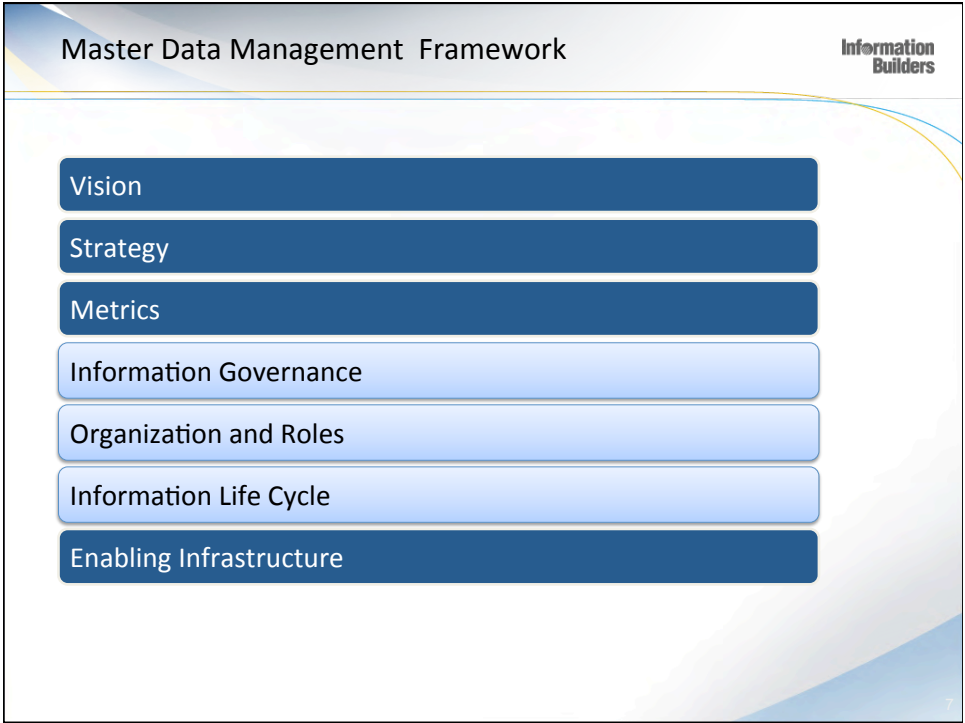 Master Data Management  Framework
Information
Builders
Vision
Strategy
Metrics
Information Governance
Organization and Roles
Information Life Cycle
Enabling Infrastructure
7